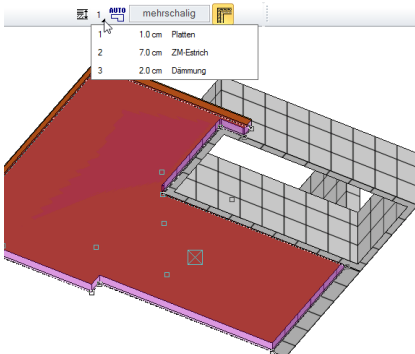 1 AUTO mehrschalig
1 1.0 cm Platten
2 7.0 cm ZM-Estrich
3 2.0 cm Dämmung